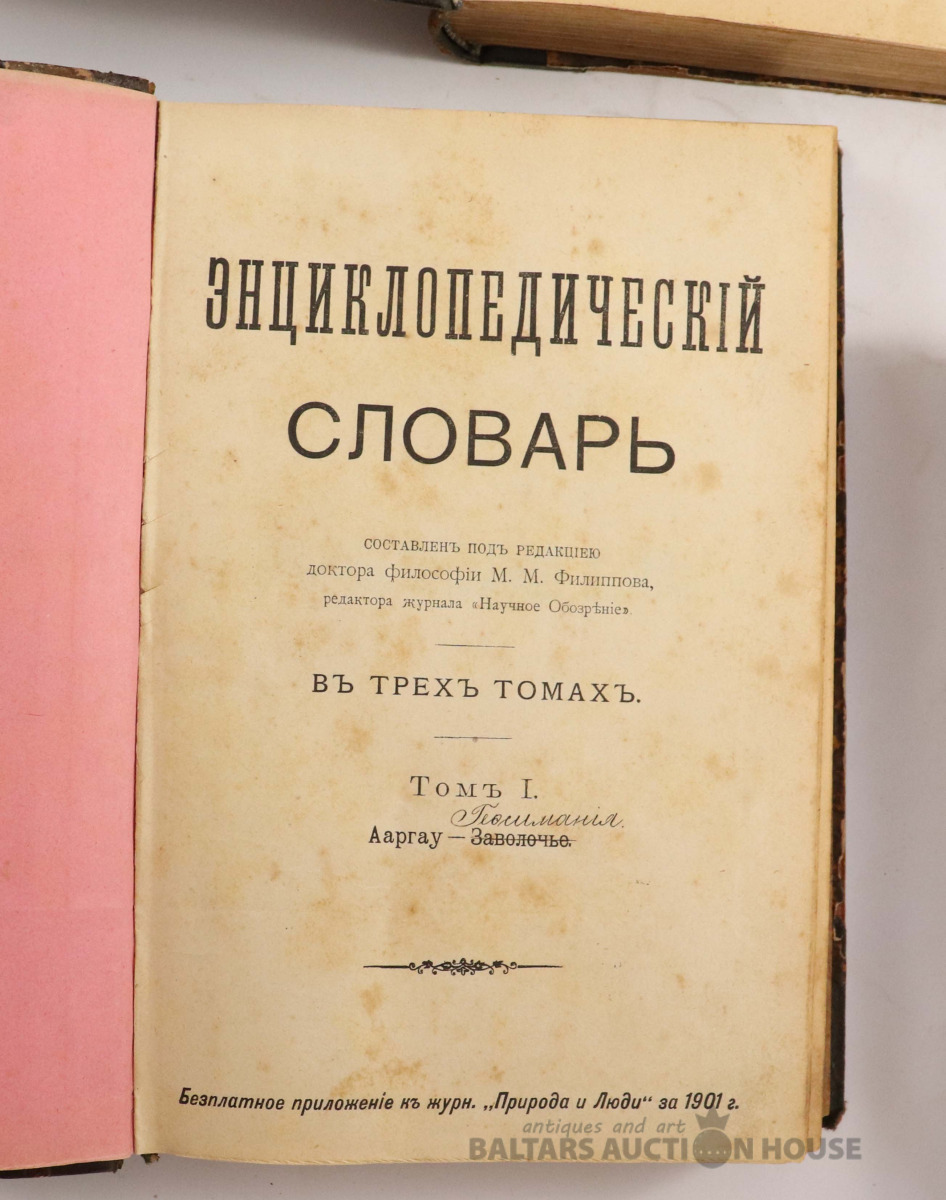 ЭНЦИКЛОПЕДИЧЕСКІЙ
СЛОВАРЬ
СОСТАВЛЕНЪ ПОДЪ РЕДАКЦІЕЮ
доктора философіи М. М. Филиппова,
редактора журнала «Научное Обозрѣніе».
ВЪ ТРЕХЪ ТОМАХЪ.
Томъ I.
Геѳсиманія.
Ааргау — Заволочье.
Безплатное приложеніе къ журн. „Природа и Люди“ за 1901 г.
antiques and art
BALTARS AUCTION HOUSE